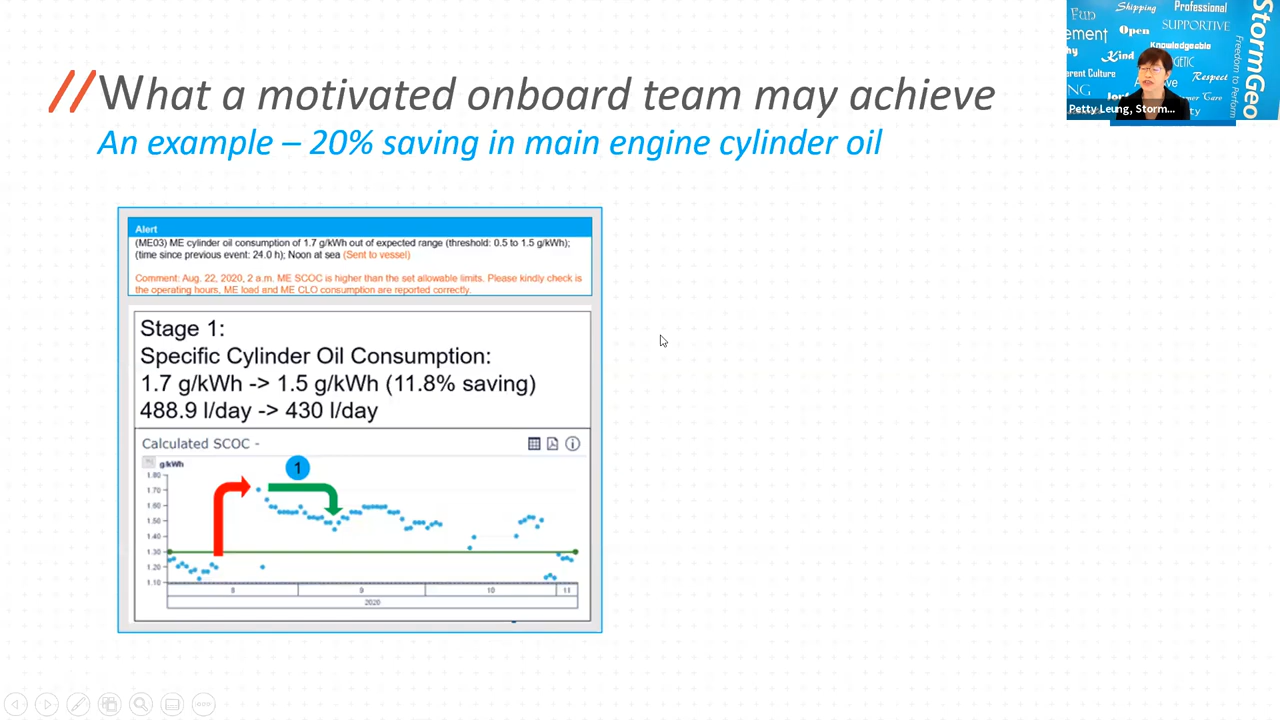 //What a motivated onboard team may achieve
An example – 20% saving in main engine cylinder oil
Fun
Shipping
Professional
SUPPORTIVE
ement
Open
Knowledgeable
Kind
erent Culture
Respect
Petty Leung, Storm...
StormGeo
Freedom to Perform
Alert
(ME03) ME cylinder oil consumption of 1.7 g/kWh out of expected range (threshold: 0.5 to 1.5 g/kWh);
(time since previous event: 24.0 h); Noon at sea (Sent to vessel)
Comment: Aug. 22, 2020, 2 a.m. ME SCOC is higher than the set allowable limits. Please kindly check is
the operating hours, ME load and ME CLO consumption are reported correctly.
Stage 1:
Specific Cylinder Oil Consumption:
1.7 g/kWh -> 1.5 g/kWh (11.8% saving)
488.9 l/day -> 430 l/day
Calculated SCOC -
g/kWh
1
1.80
1.70
1.60
1.50
1.40
1.30
1.20
1.10
8
9
10
11
2020